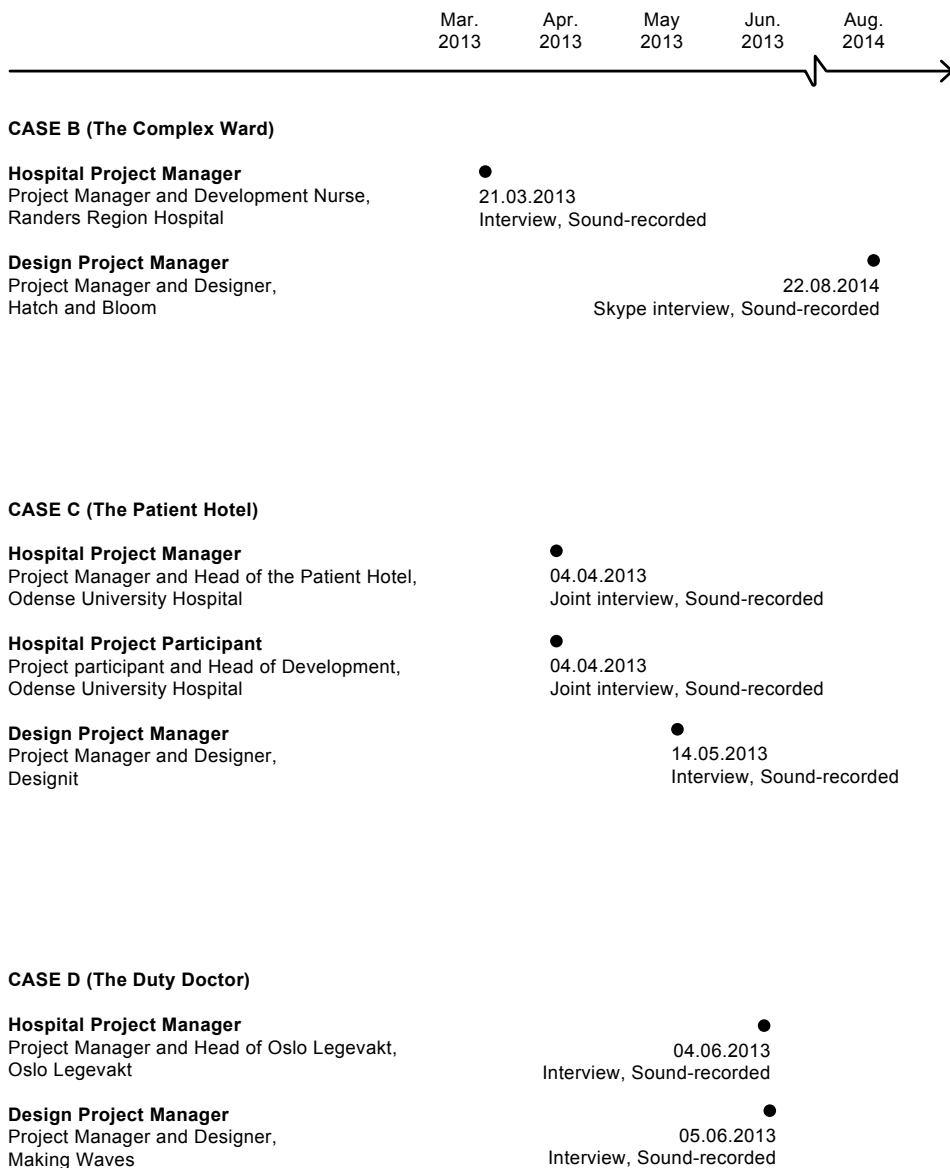 Mar. Apr. May Jun. Aug.
2013 2013 2013 2013 2014
CASE B (The Complex Ward)
Hospital Project Manager
Project Manager and Development Nurse,
Randers Region Hospital
21.03.2013
Interview, Sound-recorded
Design Project Manager
Project Manager and Designer,
Hatch and Bloom
22.08.2014
Skype interview, Sound-recorded
CASE C (The Patient Hotel)
Hospital Project Manager
Project Manager and Head of the Patient Hotel,
Odense University Hospital
04.04.2013
Joint interview, Sound-recorded
Hospital Project Participant
Project participant and Head of Development,
Odense University Hospital
04.04.2013
Joint interview, Sound-recorded
Design Project Manager
Project Manager and Designer,
Designit
14.05.2013
Interview, Sound-recorded
CASE D (The Duty Doctor)
Hospital Project Manager
Project Manager and Head of Oslo Legevakt,
Oslo Legevakt
04.06.2013
Interview, Sound-recorded
Design Project Manager
Project Manager and Designer,
Making Waves
05.06.2013
Interview, Sound-recorded